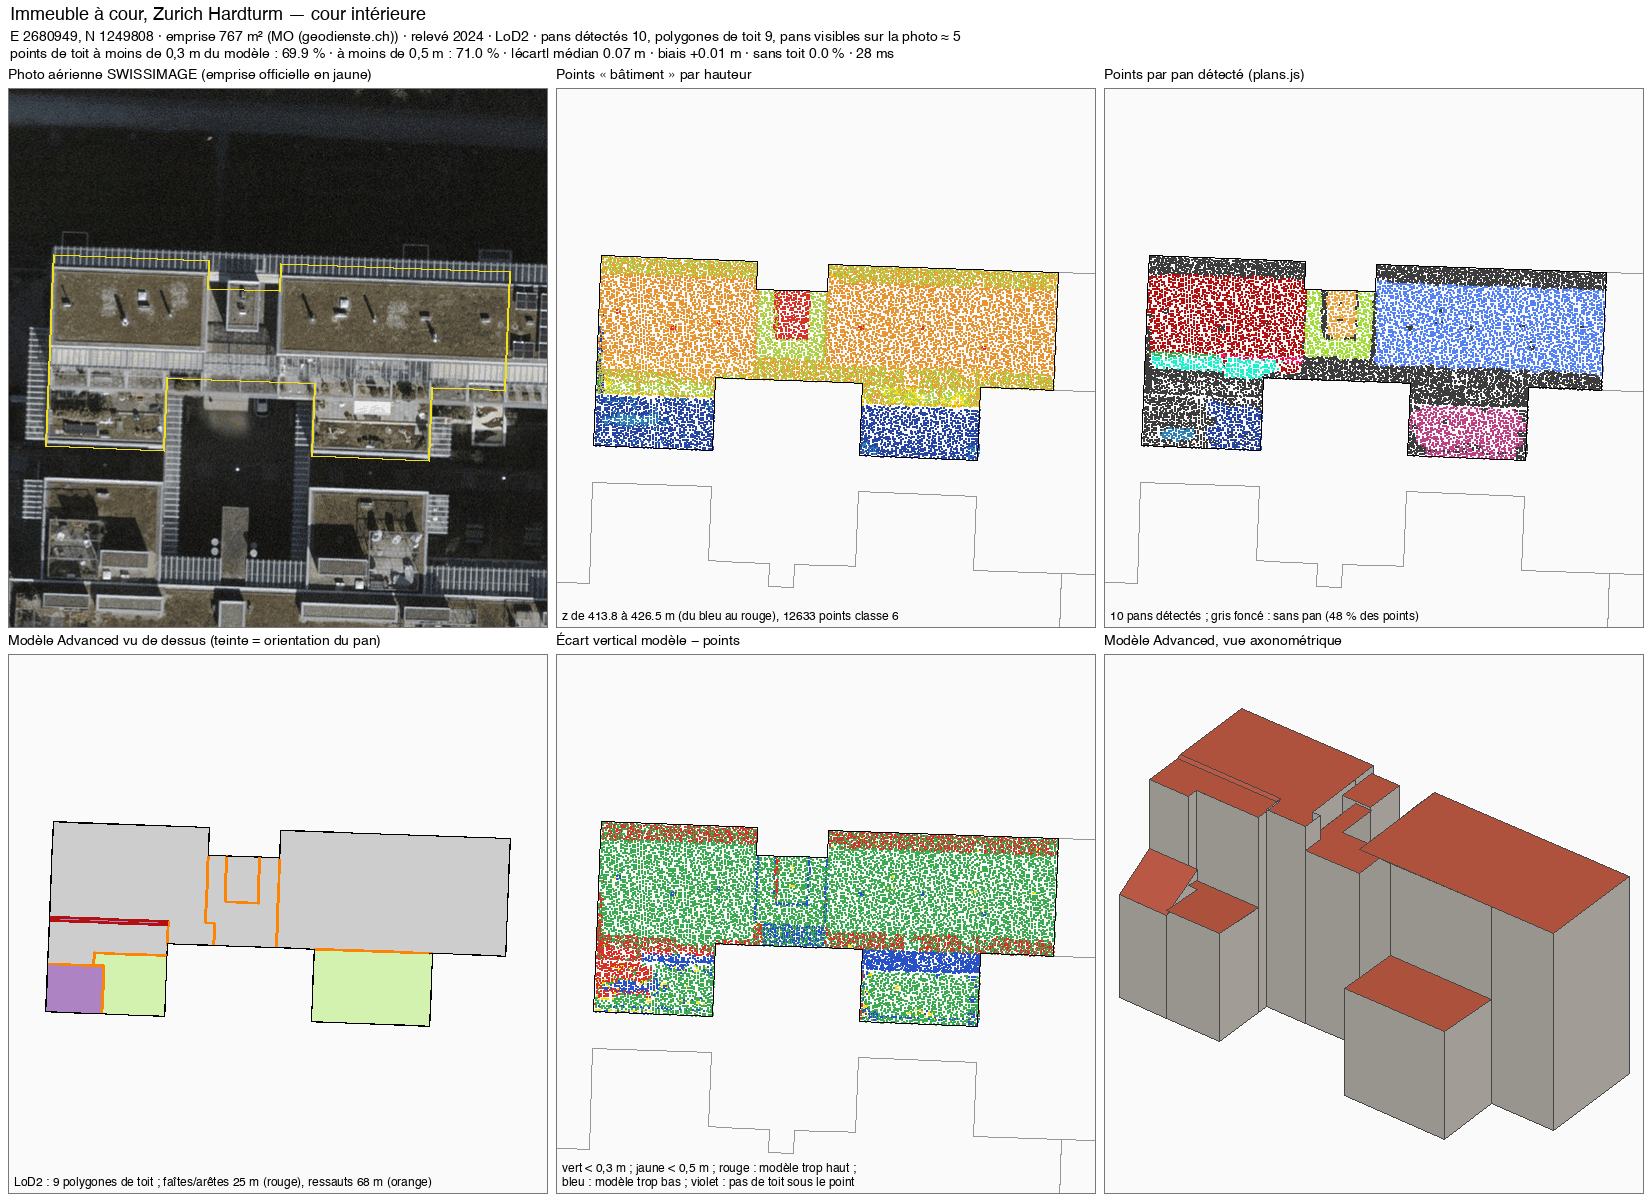 Immeuble à cour, Zurich Hardturm — cour intérieure
E 2680949, N 1249808 · emprise 767 m² (MO (geodienste.ch)) · relevé 2024 · LoD2 · pans détectés 10, polygones de toit 9, pans visibles sur la photo ≈ 5
points de toit à moins de 0,3 m du modèle : 69.9 % · à moins de 0,5 m : 71.0 % · lécartl médian 0.07 m · biais +0.01 m · sans toit 0.0 % · 28 ms
Photo aérienne SWISSIMAGE (emprise officielle en jaune)
Points « bâtiment » par hauteur
Points par pan détecté (plans.js)
z de 413.8 à 426.5 m (du bleu au rouge), 12633 points classe 6
10 pans détectés ; gris foncé : sans pan (48 % des points)
Modèle Advanced vu de dessus (teinte = orientation du pan)
Écart vertical modèle − points
Modèle Advanced, vue axonométrique
LoD2 : 9 polygones de toit ; faîtes/arêtes 25 m (rouge), ressauts 68 m (orange)
vert < 0,3 m ; jaune < 0,5 m ; rouge : modèle trop haut ;
bleu : modèle trop bas ; violet : pas de toit sous le point